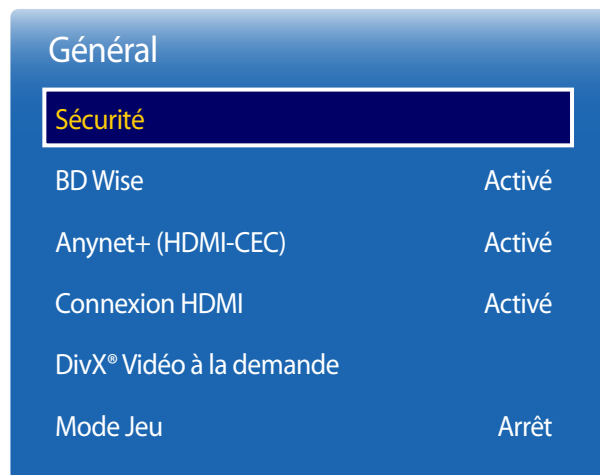 Général
Sécurité
BD Wise Activé
Anynet+ (HDMI-CEC) Activé
Connexion HDMI Activé
DivX® Vidéo à la demande
Mode Jeu Arrêt